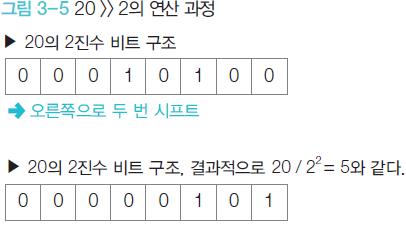 그림 3-5 20 >> 2의 연산 과정
▶ 20의 2진수 비트 구조
0 0 0 1 0 1 0 0
➔ 오른쪽으로 두 번 시프트
▶ 20의 2진수 비트 구조, 결과적으로 20 / 2² = 5와 같다.
0 0 0 0 0 1 0 1